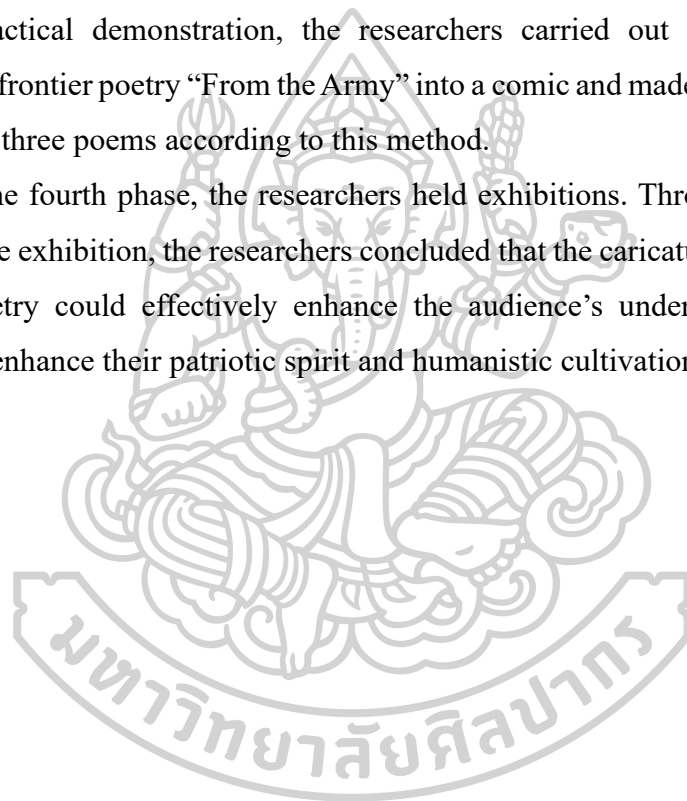 actical demonstration, the researchers carried out
frontier poetry “From the Army” into a comic and made
three poems according to this method.
ne fourth phase, the researchers held exhibitions. Thr
e exhibition, the researchers concluded that the caricatu
etry could effectively enhance the audience’s under
enhance their patriotic spirit and humanistic cultivation
มหาวิทยาลัยศิลปากร